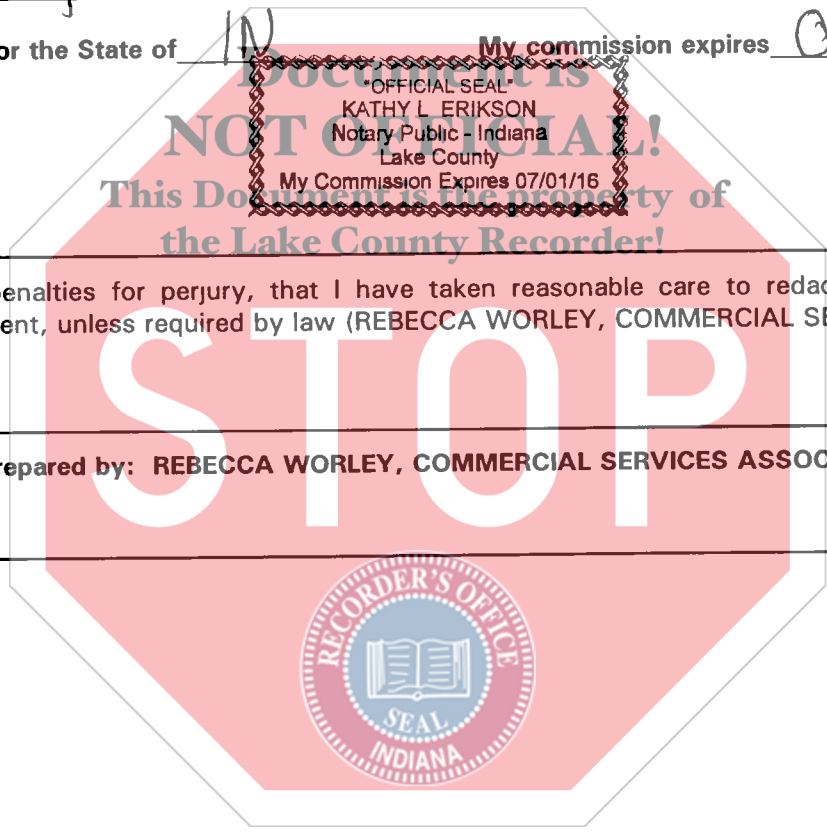 or the State of IN My commission expires
Document is
"OFFICIAL SEAL"
KATHY L ERIKSON
NOT OFFICIAL!
Notary Public - Indiana
Lake County
My Commission Expires 07/01/16
This Document is the property of
the Lake County Recorder!
enalties for perjury, that I have taken reasonable care to redac
ent, unless required by law (REBECCA WORLEY, COMMERCIAL SE
STOP
epared by: REBECCA WORLEY, COMMERCIAL SERVICES ASSOC
RECORDER'S OFFICE
SEAL
INDIANA